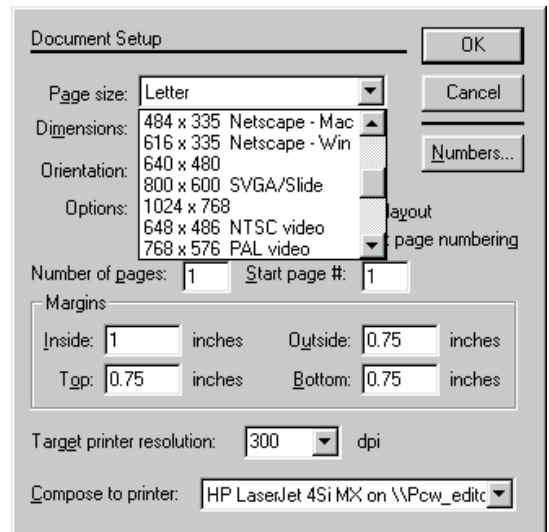 Document Setup
OK
Page size: Letter
Cancel
Dimensions:
484 x 335 Netscape - Mac
616 x 335 Netscape - Win
Numbers...
Orientation:
640 x 480
800 x 600 SVGA/Slide
Options:
1024 x 768
layout
648 x 486 NTSC video
page numbering
768 x 576 PAL video
Number of pages: 1 Start page #: 1
Margins
Inside: 1 inches Outside: 0.75 inches
Top: 0.75 inches Bottom: 0.75 inches
Target printer resolution: 300 dpi
Compose to printer: HP LaserJet 4Si MX on \\Pcw_editc